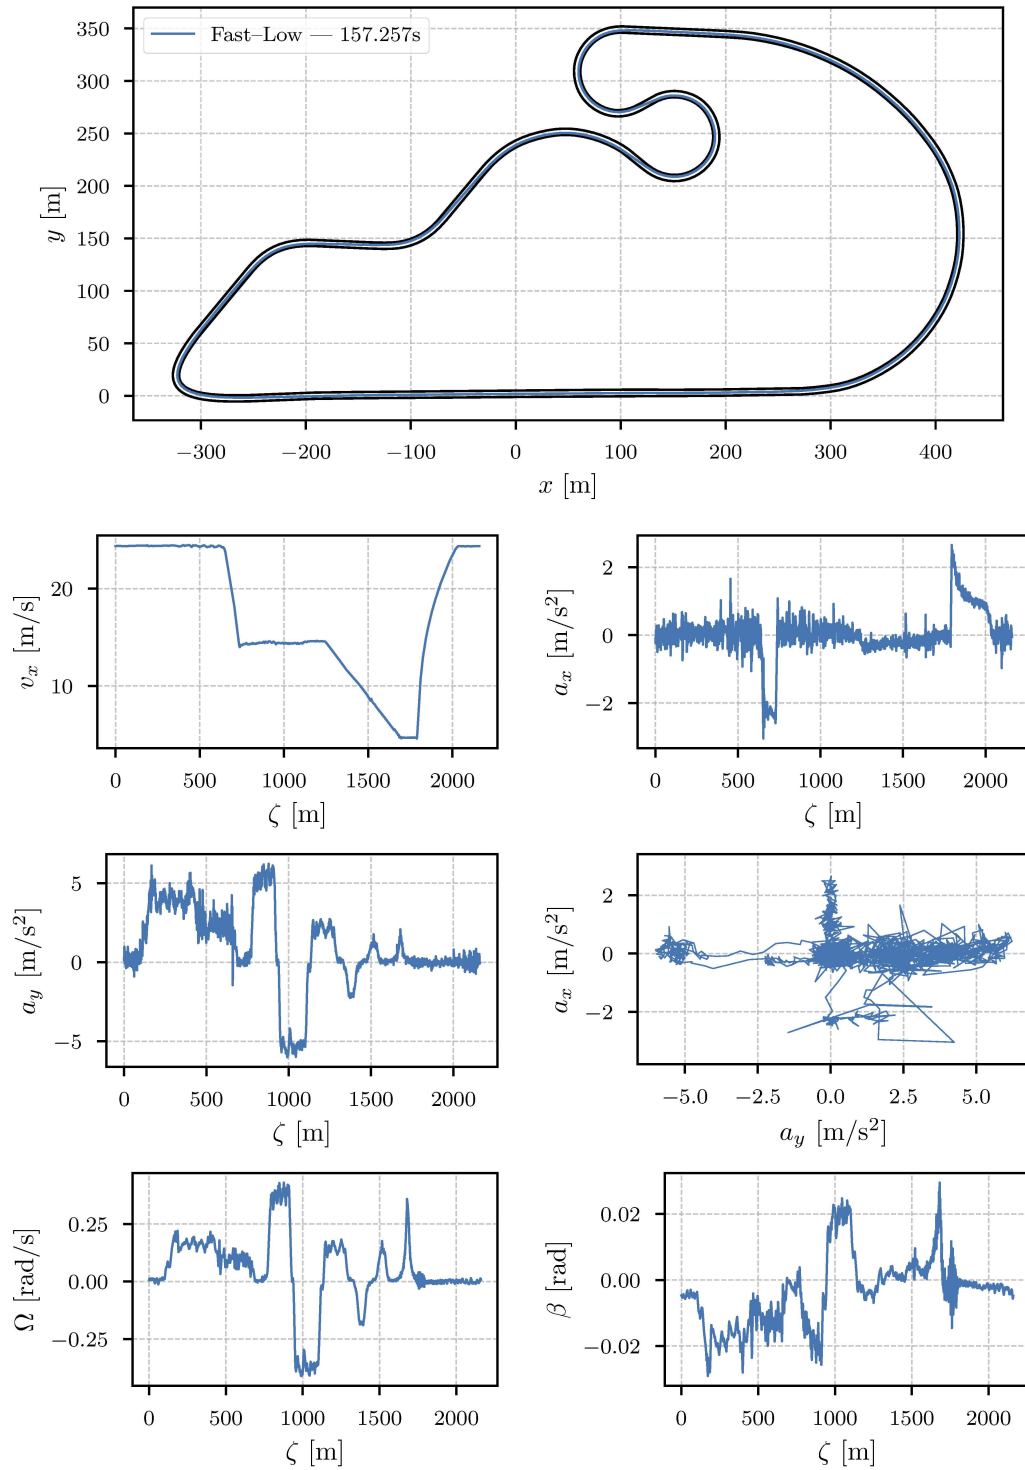 Fast–Low — 157.257s
350
300
250
200
150
100
50
0
y [m]
−300 −200 −100 0 100 200 300 400
x [m]
20
10
v_x [m/s]
0 500 1000 1500 2000
ζ [m]
2
0
−2
a_x [m/s²]
0 500 1000 1500 2000
ζ [m]
5
0
−5
a_y [m/s²]
0 500 1000 1500 2000
ζ [m]
2
0
−2
a_x [m/s²]
−5.0 −2.5 0.0 2.5 5.0
a_y [m/s²]
0.25
0.00
−0.25
Ω [rad/s]
0 500 1000 1500 2000
ζ [m]
0.02
0.00
−0.02
β [rad]
0 500 1000 1500 2000
ζ [m]